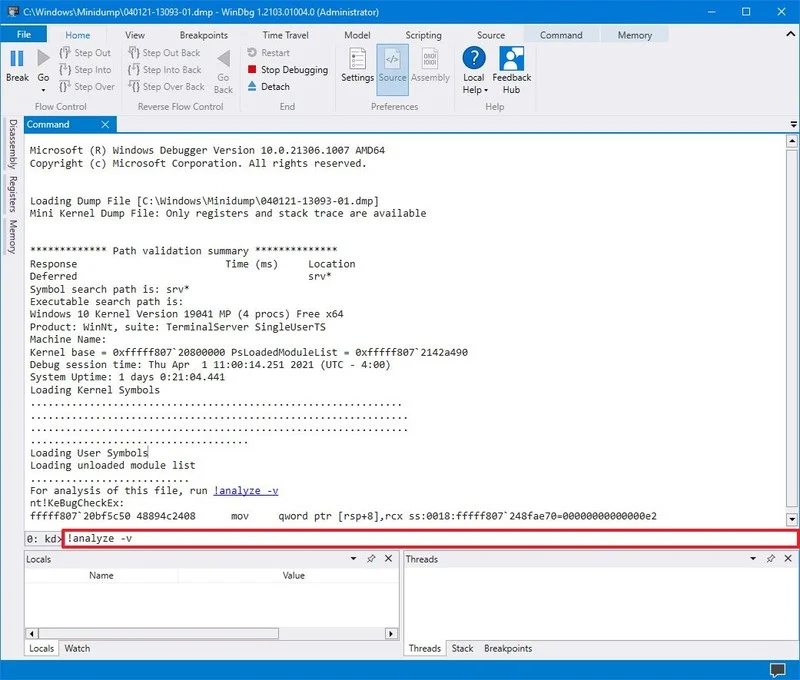 C:\Windows\Minidump\040121-13093-01.dmp - WinDbg 1.2103.01004.0 (Administrator)
File Home View Breakpoints Time Travel Model Scripting Source Command Memory
Break
Go
Step Out
Step Into
Step Over
Flow Control
Step Out Back
Step Into Back
Step Over Back
Go
Back
Reverse Flow Control
Restart
Stop Debugging
Detach
End
Settings Source Assembly
Preferences
Local
Help
Feedback
Hub
Help
Disassembly
Registers
Memory
Command
Microsoft (R) Windows Debugger Version 10.0.21306.1007 AMD64
Copyright (c) Microsoft Corporation. All rights reserved.
Loading Dump File [C:\Windows\Minidump\040121-13093-01.dmp]
Mini Kernel Dump File: Only registers and stack trace are available
************* Path validation summary **************
Response Time (ms) Location
Deferred srv*
Symbol search path is: srv*
Executable search path is:
Windows 10 Kernel Version 19041 MP (4 procs) Free x64
Product: WinNt, suite: TerminalServer SingleUserTS
Machine Name:
Kernel base = 0xfffff807`20800000 PsLoadedModuleList = 0xfffff807`2142a490
Debug session time: Thu Apr  1 11:00:14.251 2021 (UTC - 4:00)
System Uptime: 1 days 0:21:04.441
Loading Kernel Symbols
...............................................................
................................................................
................................................................
.....................................
Loading User Symbols
Loading unloaded module list
...........................
For analysis of this file, run !analyze -v
nt!KeBugCheckEx:
fffff807`20bf5c50 48894c2408 mov qword ptr [rsp+8],rcx ss:0018:fffff807`248fae70=00000000000000e2
0: kd> !analyze -v
Locals
Name Value
Locals Watch
Threads
Threads Stack Breakpoints